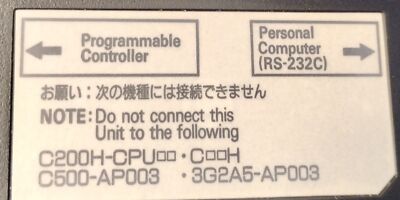 Programmable
Controller
Personal
Computer
(RS-232C)
お願い：次の機種には接続できません
NOTE: Do not connect this
Unit to the following
C200H-CPU□□・C□□H
C500-AP003・3G2A5-AP003